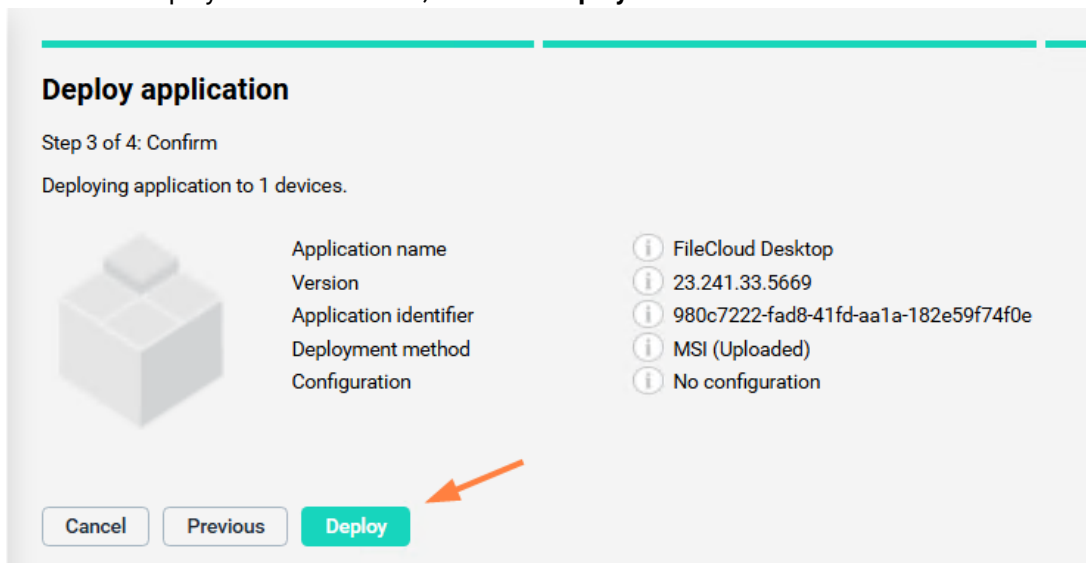 Deploy application
Step 3 of 4: Confirm
Deploying application to 1 devices.
Application name FileCloud Desktop
Version 23.241.33.5669
Application identifier 980c7222-fad8-41fd-aa1a-182e59f74f0e
Deployment method MSI (Uploaded)
Configuration No configuration
Cancel Previous Deploy